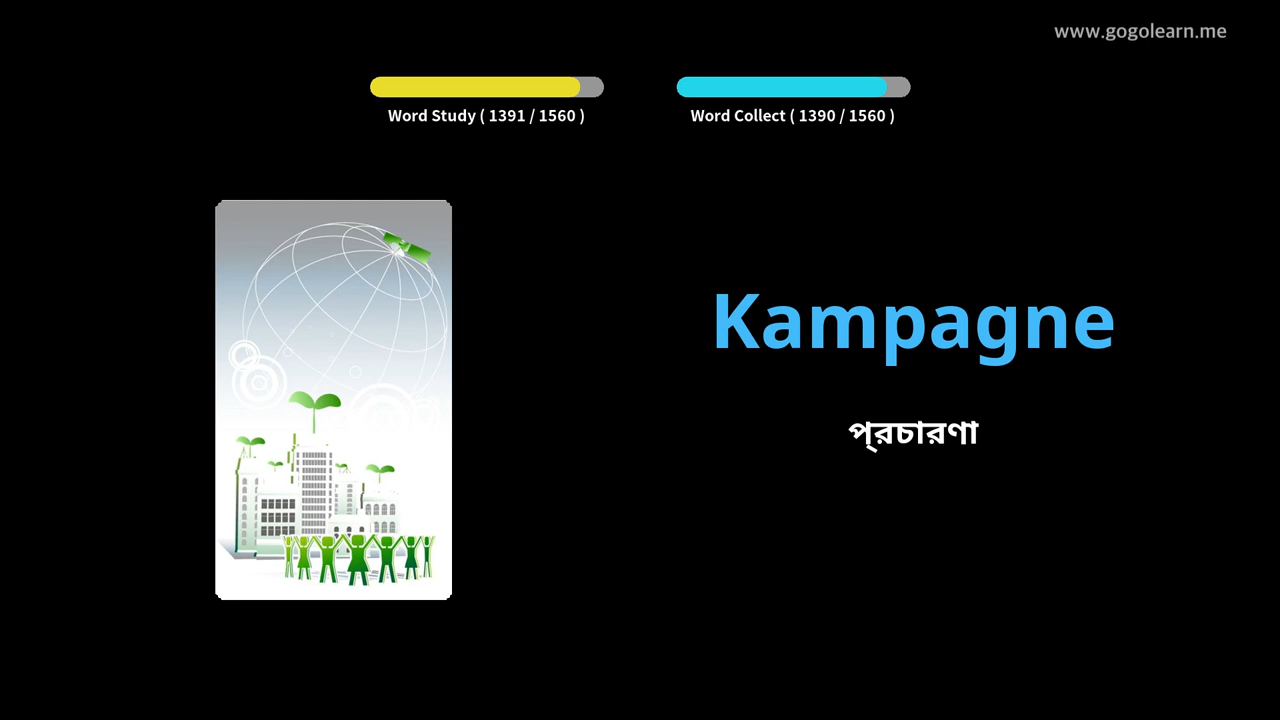 www.gogolearn.me
Word Study ( 1391 / 1560 )
Word Collect ( 1390 / 1560 )
Kampagne
প্রচারণা